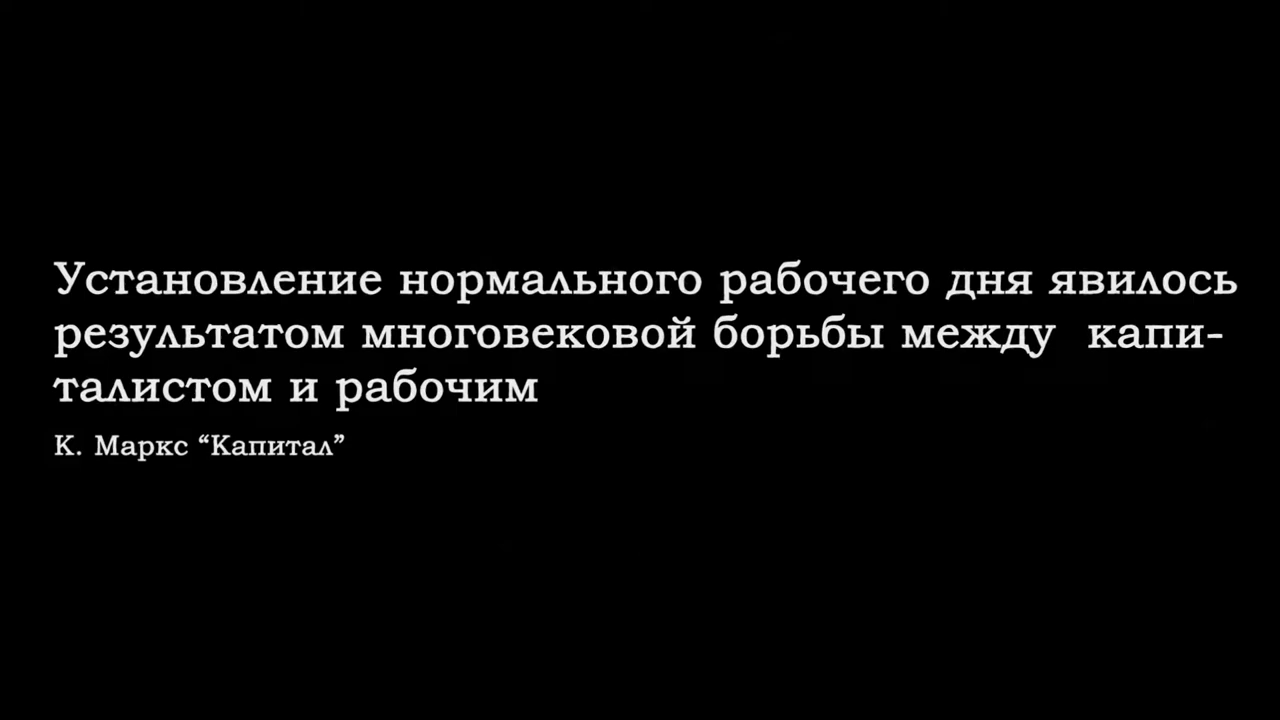 Установление нормального рабочего дня явилось
результатом многовековой борьбы между капи-
талистом и рабочим
К. Маркс “Капитал”